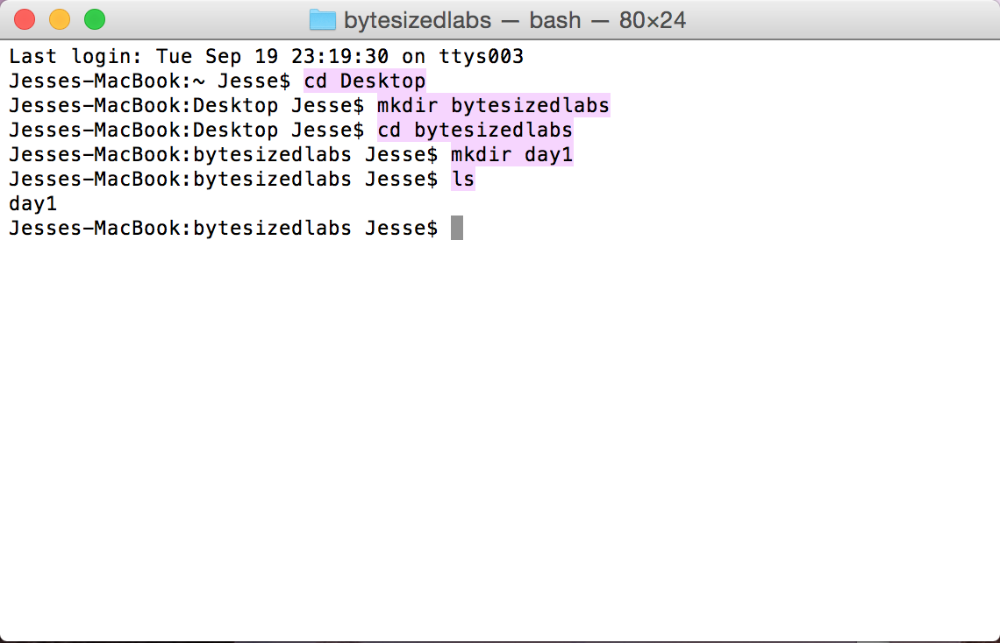 bytesizedlabs — bash — 80×24
Last login: Tue Sep 19 23:19:30 on ttys003
Jesses-MacBook:~ Jesse$ cd Desktop
Jesses-MacBook:Desktop Jesse$ mkdir bytesizedlabs
Jesses-MacBook:Desktop Jesse$ cd bytesizedlabs
Jesses-MacBook:bytesizedlabs Jesse$ mkdir day1
Jesses-MacBook:bytesizedlabs Jesse$ ls
day1
Jesses-MacBook:bytesizedlabs Jesse$